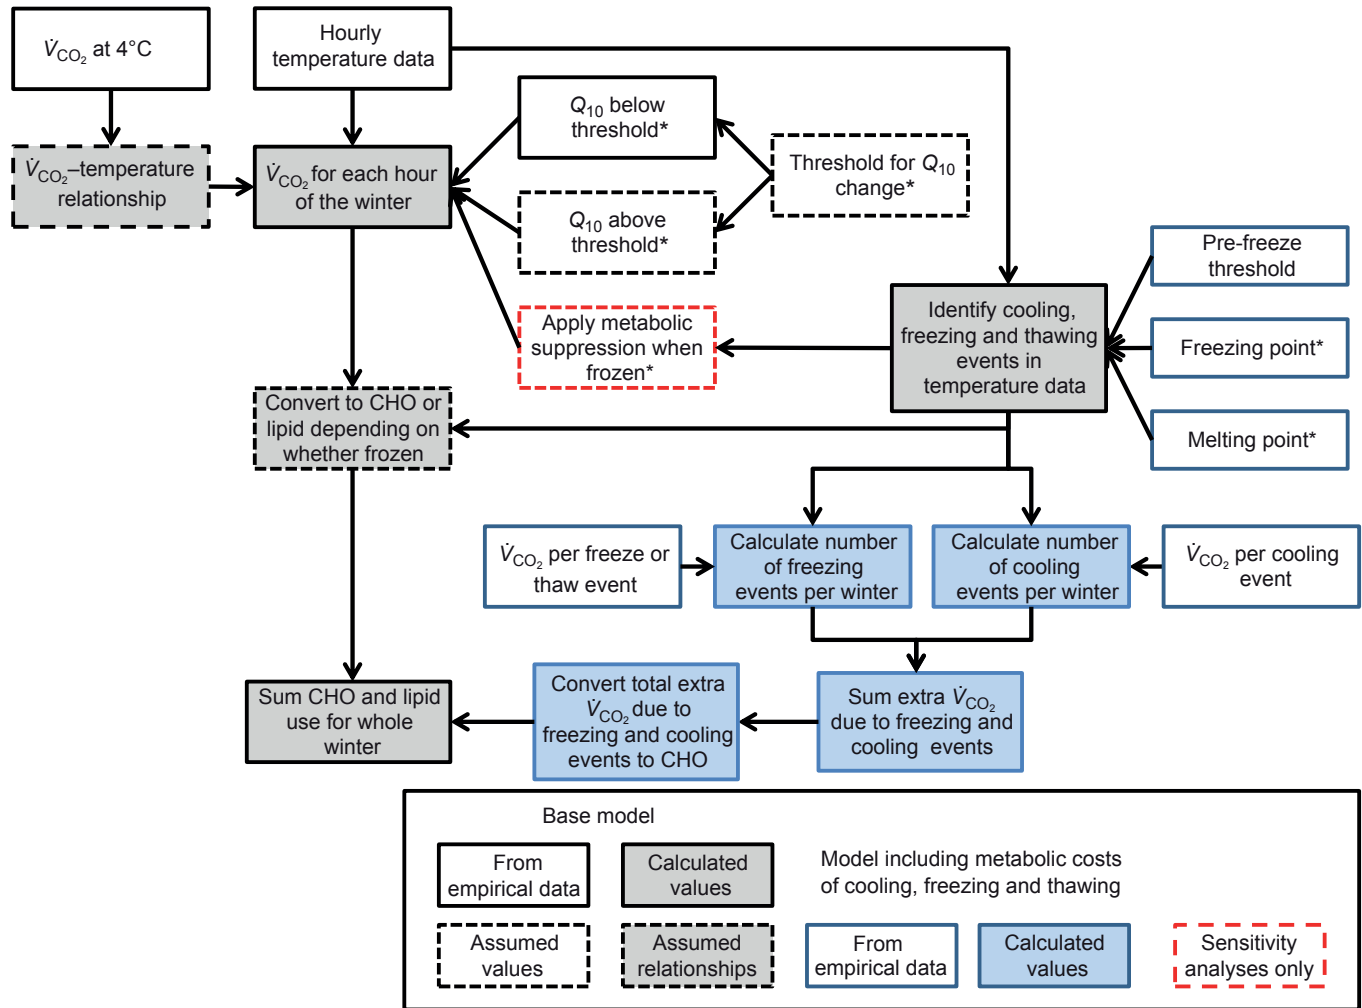 V̇CO₂ at 4°C
Hourly
temperature data
Q₁₀ below
threshold*
V̇CO₂–temperature
relationship
V̇CO₂ for each hour
of the winter
Threshold for Q₁₀
change*
Q₁₀ above
threshold*
Pre-freeze
threshold
Identify cooling,
freezing and thawing
events in
temperature data
Apply metabolic
suppression when
frozen*
Freezing point*
Convert to CHO or
lipid depending on
whether frozen
Melting point*
V̇CO₂ per freeze or
thaw event
Calculate number
of freezing
events per winter
Calculate number
of cooling
events per winter
V̇CO₂ per cooling
event
Sum CHO and lipid
use for whole
winter
Convert total extra
V̇CO₂ due to
freezing and cooling
events to CHO
Sum extra V̇CO₂
due to freezing and
cooling events
Base model
From
empirical data
Calculated
values
Model including metabolic costs
of cooling, freezing and thawing
Assumed
values
Assumed
relationships
From
empirical data
Calculated
values
Sensitivity
analyses only